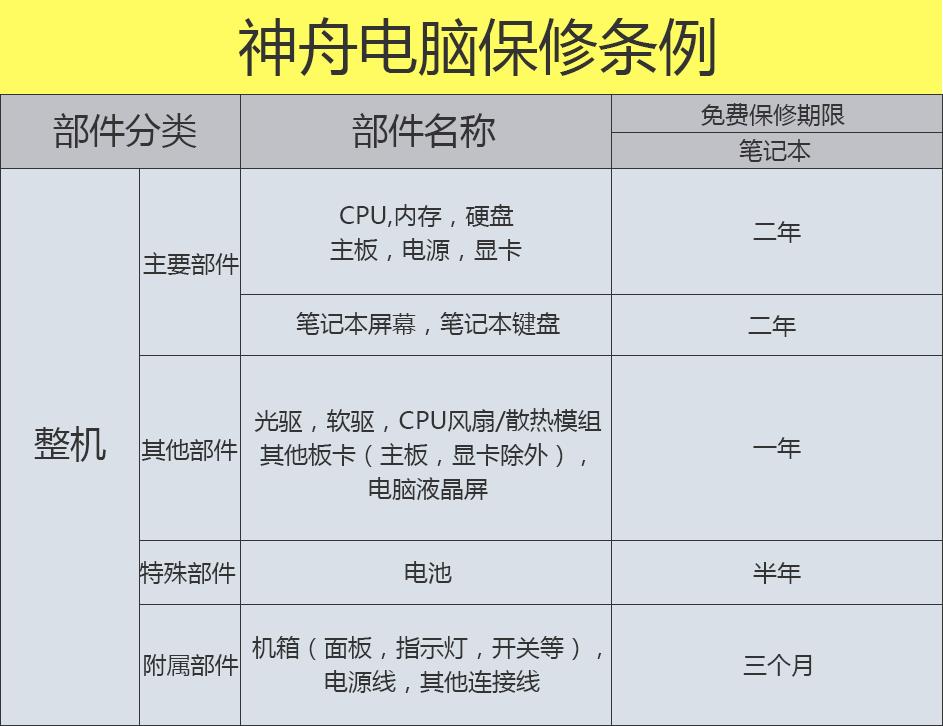 神舟电脑保修条例
部件分类
部件名称
免费保修期限
笔记本
整机
主要部件
CPU,内存，硬盘
主板，电源，显卡
二年
笔记本屏幕，笔记本键盘
二年
其他部件
光驱，软驱，CPU风扇/散热模组
其他板卡（主板，显卡除外），
电脑液晶屏
一年
特殊部件
电池
半年
附属部件
机箱（面板，指示灯，开关等），
电源线，其他连接线
三个月